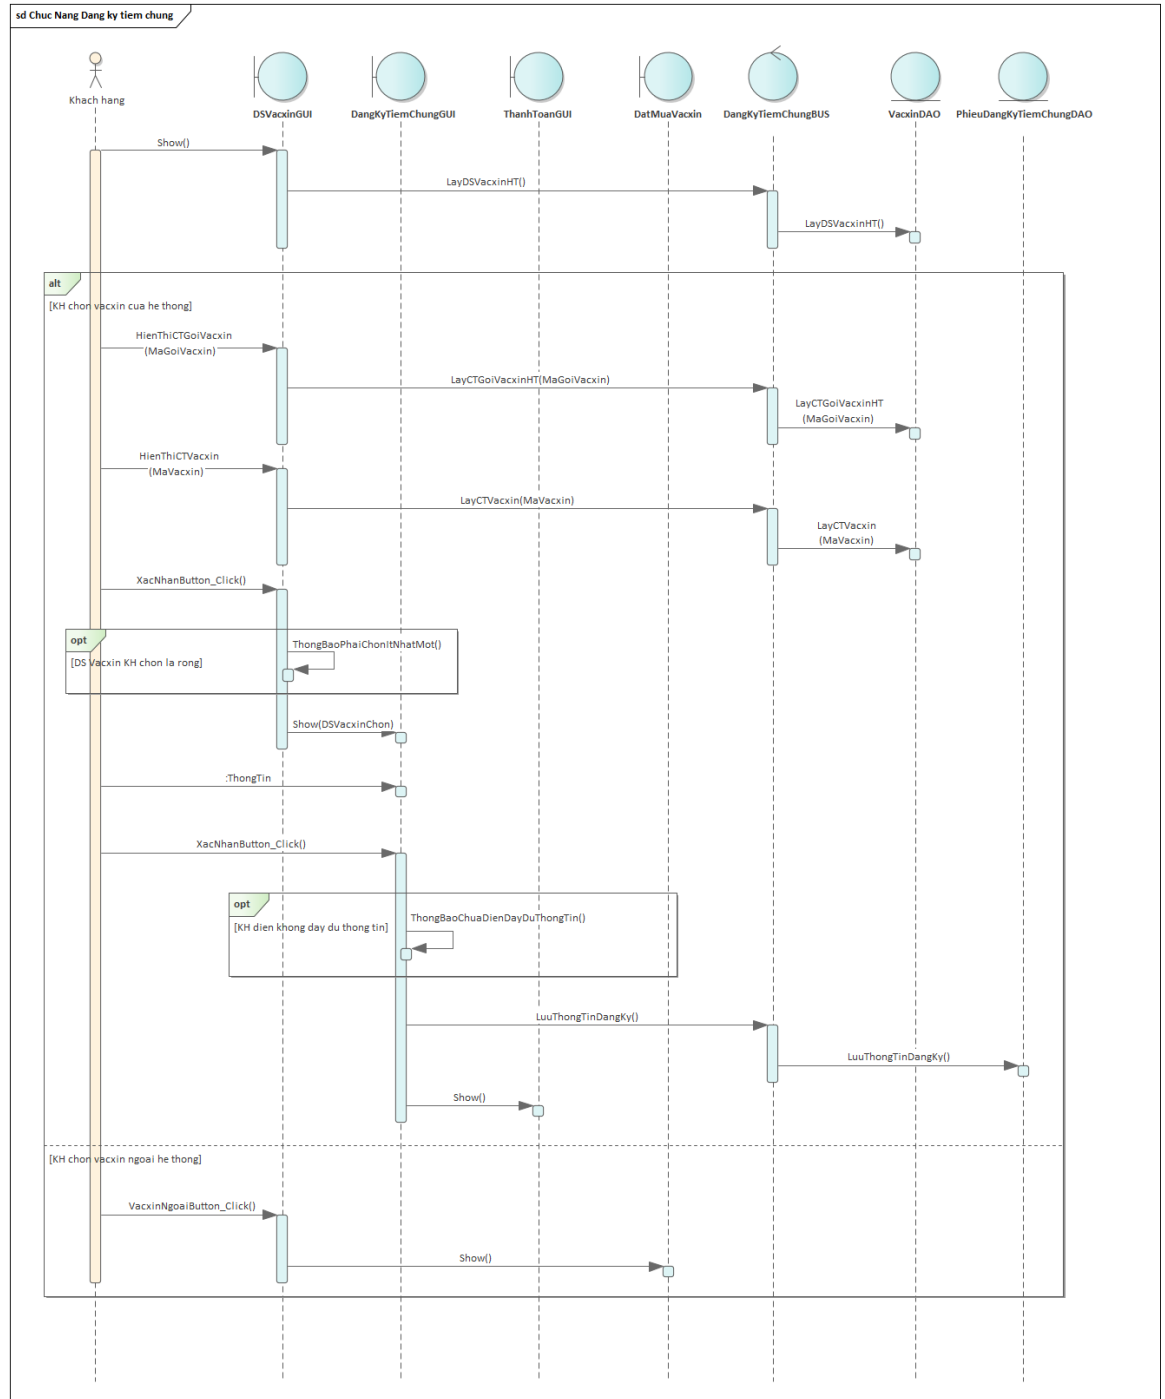 sd Chuc Nang Dang ky tiem chung
Khach hang
DSVacxinGUI
DangKyTiemChungGUI
ThanhToanGUI
DatMuaVacxin
DangKyTiemChungBUS
VacxinDAO
PhieuDangKyTiemChungDAO
Show()
LayDSVacxinHT()
LayDSVacxinHT()
alt
[KH chon vacxin cua he thong]
HienThiCTGoiVacxin
(MaGoiVacxin)
LayCTGoiVacxinHT(MaGoiVacxin)
LayCTGoiVacxinHT
(MaGoiVacxin)
HienThiCTVacxin
(MaVacxin)
LayCTVacxin(MaVacxin)
LayCTVacxin
(MaVacxin)
XacNhanButton_Click()
opt
[DS Vacxin KH chon la rong]
ThongBaoPhaiChonItNhatMot()
Show(DSVacxinChon)
:ThongTin
XacNhanButton_Click()
opt
[KH dien khong day du thong tin]
ThongBaoChuaDienDayDuThongTin()
LuuThongTinDangKy()
LuuThongTinDangKy()
Show()
[KH chon vacxin ngoai he thong]
VacxinNgoaiButton_Click()
Show()